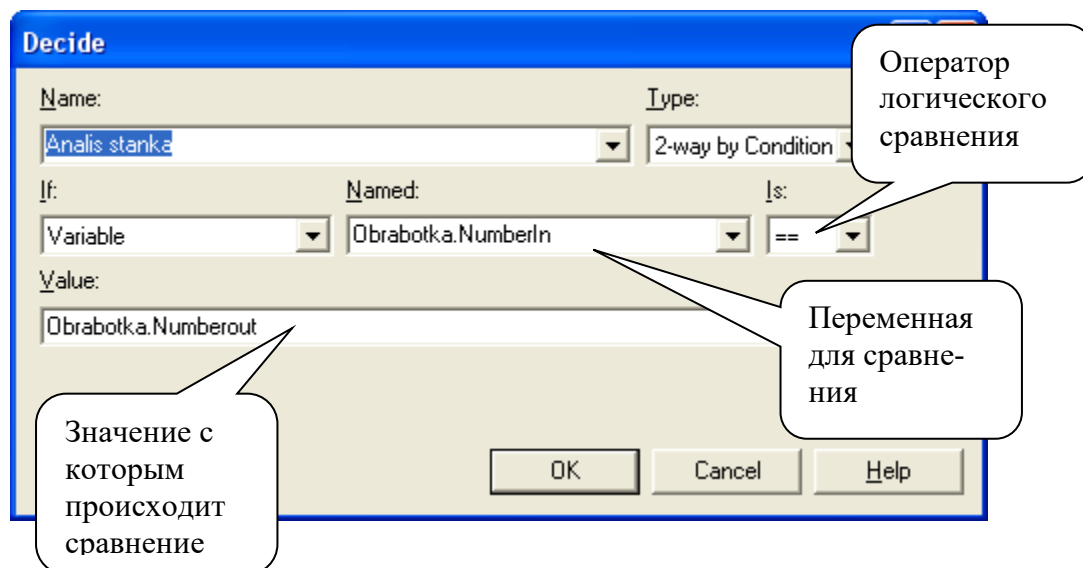 Decide
Name:
Type:
Analis stanka
2-way by Condition
If:
Named:
Is:
Variable
Obrabotka.NumberIn
==
Value:
Obrabotka.Numberout
OK
Cancel
Help
Оператор
логического
сравнения
Переменная
для сравне-
ния
Значение с
которым
происходит
сравнение